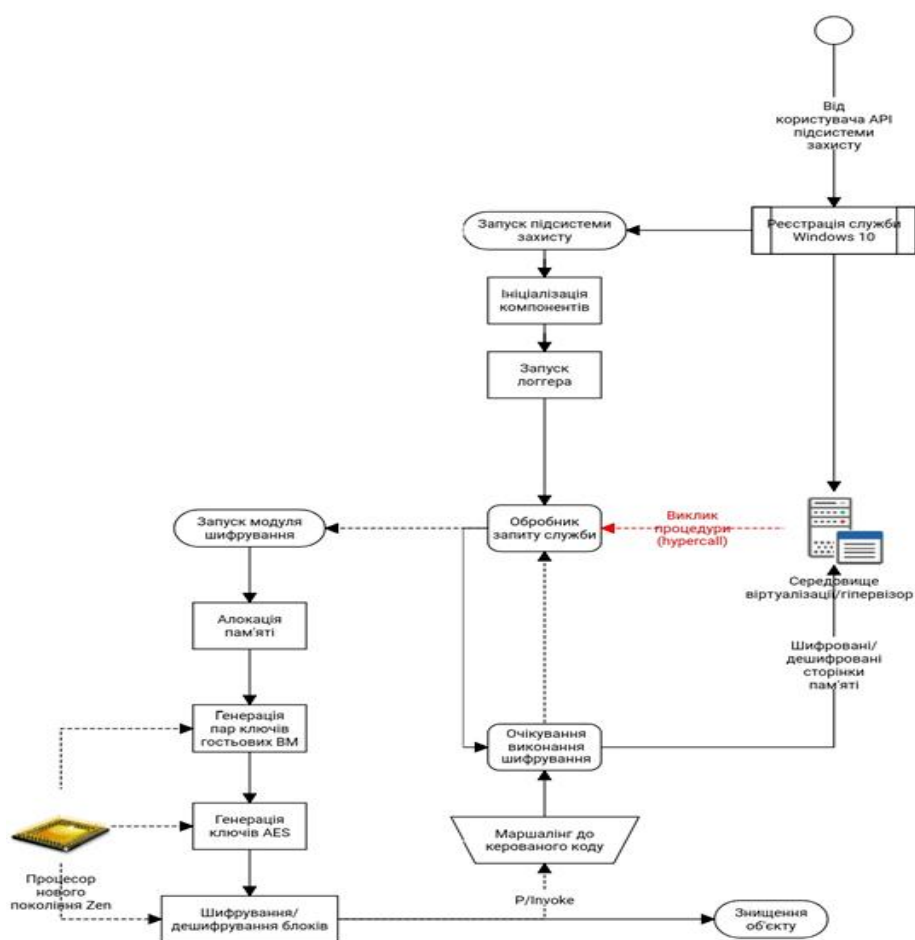 Від
користувача API
підсистеми
захисту
Реєстрація служби
Windows 10
Запуск підсистеми
захисту
Ініціалізація
компонентів
Запуск
логгера
Обробник
запиту служби
Виклик
процедури
(hypercall)
Середовище
віртуалізації/гіпервізор
Запуск модуля
шифрування
Алокація
пам'яті
Шифровані/
дешифровані
сторінки
пам'яті
Генерація
пар ключів
гостьових ВМ
Очікування
виконання
шифрування
Генерація
ключів AES
Маршалінг до
керованого коду
Процесор
нового
покоління Zen
P/Invoke
Шифрування/
дешифрування блоків
Знищення
об'єкту